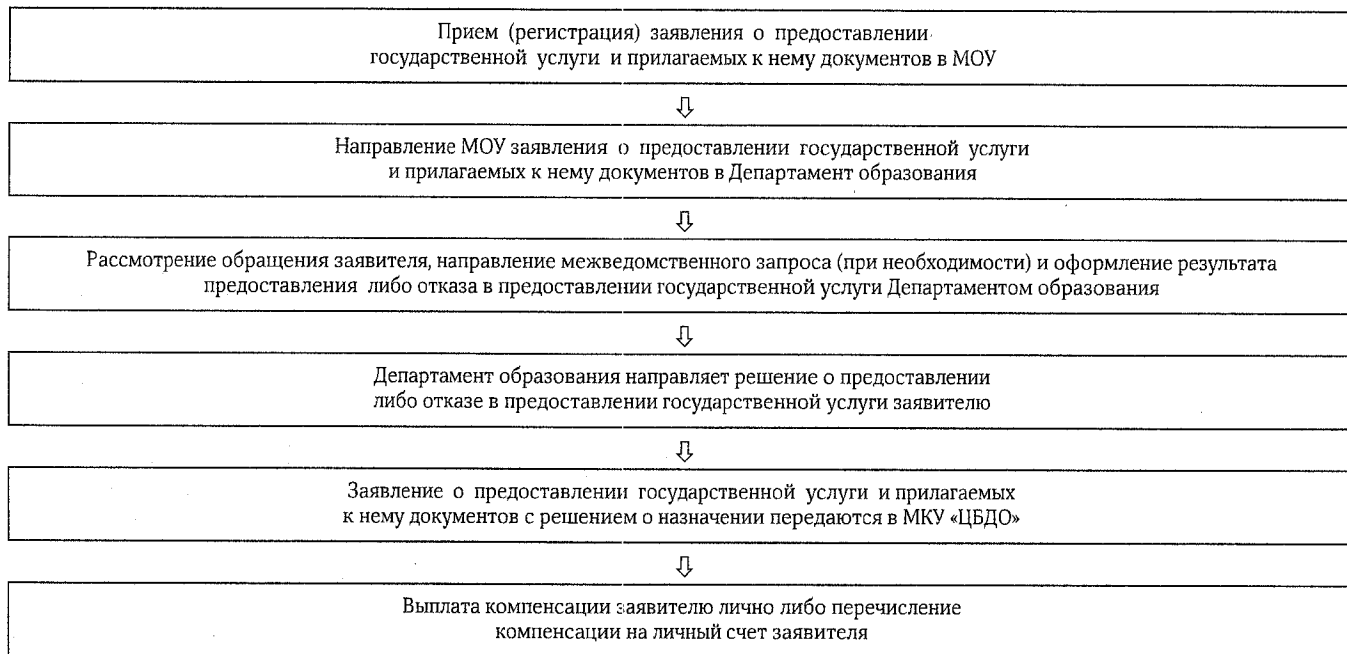 Прием (регистрация) заявления о предоставлении
государственной услуги и прилагаемых к нему документов в МОУ
⇩
Направление МОУ заявления о предоставлении государственной услуги
и прилагаемых к нему документов в Департамент образования
⇩
Рассмотрение обращения заявителя, направление межведомственного запроса (при необходимости) и оформление результата
предоставления либо отказа в предоставлении государственной услуги Департаментом образования
⇩
Департамент образования направляет решение о предоставлении
либо отказе в предоставлении государственной услуги заявителю
⇩
Заявление о предоставлении государственной услуги и прилагаемых
к нему документов с решением о назначении передаются в МКУ «ЦБДО»
⇩
Выплата компенсации заявителю лично либо перечисление
компенсации на личный счет заявителя